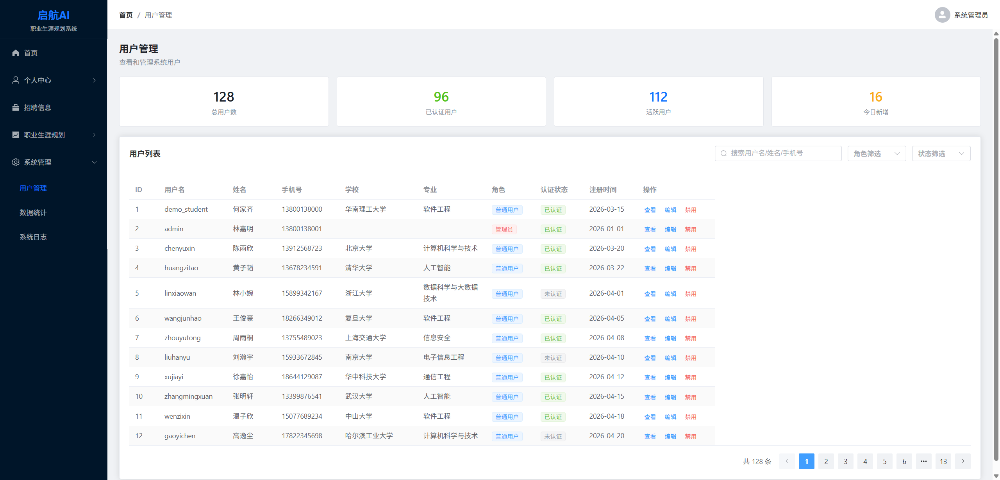 启航AI
职业生涯规划系统
首页
个人中心
招聘信息
职业生涯规划
系统管理
用户管理
数据统计
系统日志
首页 / 用户管理
系统管理员
用户管理
查看和管理系统用户
128
总用户数
96
已认证用户
112
活跃用户
16
今日新增
用户列表
搜索用户名/姓名/手机号
角色筛选
状态筛选
ID 用户名 姓名 手机号 学校 专业 角色 认证状态 注册时间 操作
1 demo_student 何家齐 13800138000 华南理工大学 软件工程 普通用户 已认证 2026-03-15 查看 编辑 禁用
2 admin 林嘉明 13800138001 - - 管理员 已认证 2026-01-01 查看 编辑 禁用
3 chenyuxin 陈雨欣 13912568723 北京大学 计算机科学与技术 普通用户 已认证 2026-03-20 查看 编辑 禁用
4 huangzitao 黄子韬 13678234591 清华大学 人工智能 普通用户 已认证 2026-03-22 查看 编辑 禁用
5 linxiaowan 林小婉 15899342167 浙江大学 数据科学与大数据技术 普通用户 未认证 2026-04-01 查看 编辑 禁用
6 wangjunhao 王俊豪 18266349012 复旦大学 软件工程 普通用户 已认证 2026-04-05 查看 编辑 禁用
7 zhouyutong 周雨桐 13755489023 上海交通大学 信息安全 普通用户 已认证 2026-04-08 查看 编辑 禁用
8 liuhanyu 刘瀚宇 15933672845 南京大学 电子信息工程 普通用户 未认证 2026-04-10 查看 编辑 禁用
9 xujiayi 徐嘉怡 18644129087 华中科技大学 通信工程 普通用户 已认证 2026-04-12 查看 编辑 禁用
10 zhangmingxuan 张明轩 13399876541 武汉大学 人工智能 普通用户 已认证 2026-04-15 查看 编辑 禁用
11 wenzixin 温子欣 15077689234 中山大学 软件工程 普通用户 已认证 2026-04-18 查看 编辑 禁用
12 gaoyichen 高逸尘 17822345698 哈尔滨工业大学 计算机科学与技术 普通用户 未认证 2026-04-20 查看 编辑 禁用
共 128 条 1 2 3 4 5 6 ••• 13